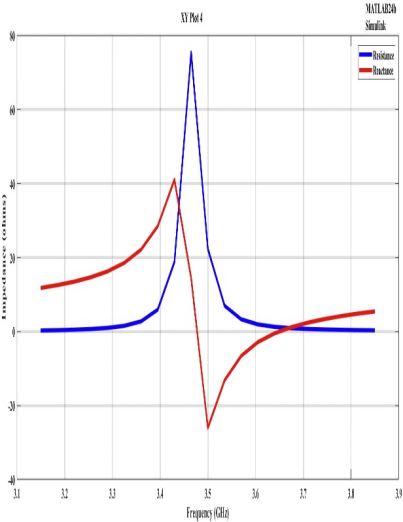 XY Plot 4
MATLAB24b
Simulink
Resistance
Reactance
80
60
40
20
0
-20
-40
Impedance (ohms)
3.1 3.2 3.3 3.4 3.5 3.6 3.7 3.8 3.9
Frequency (GHz)